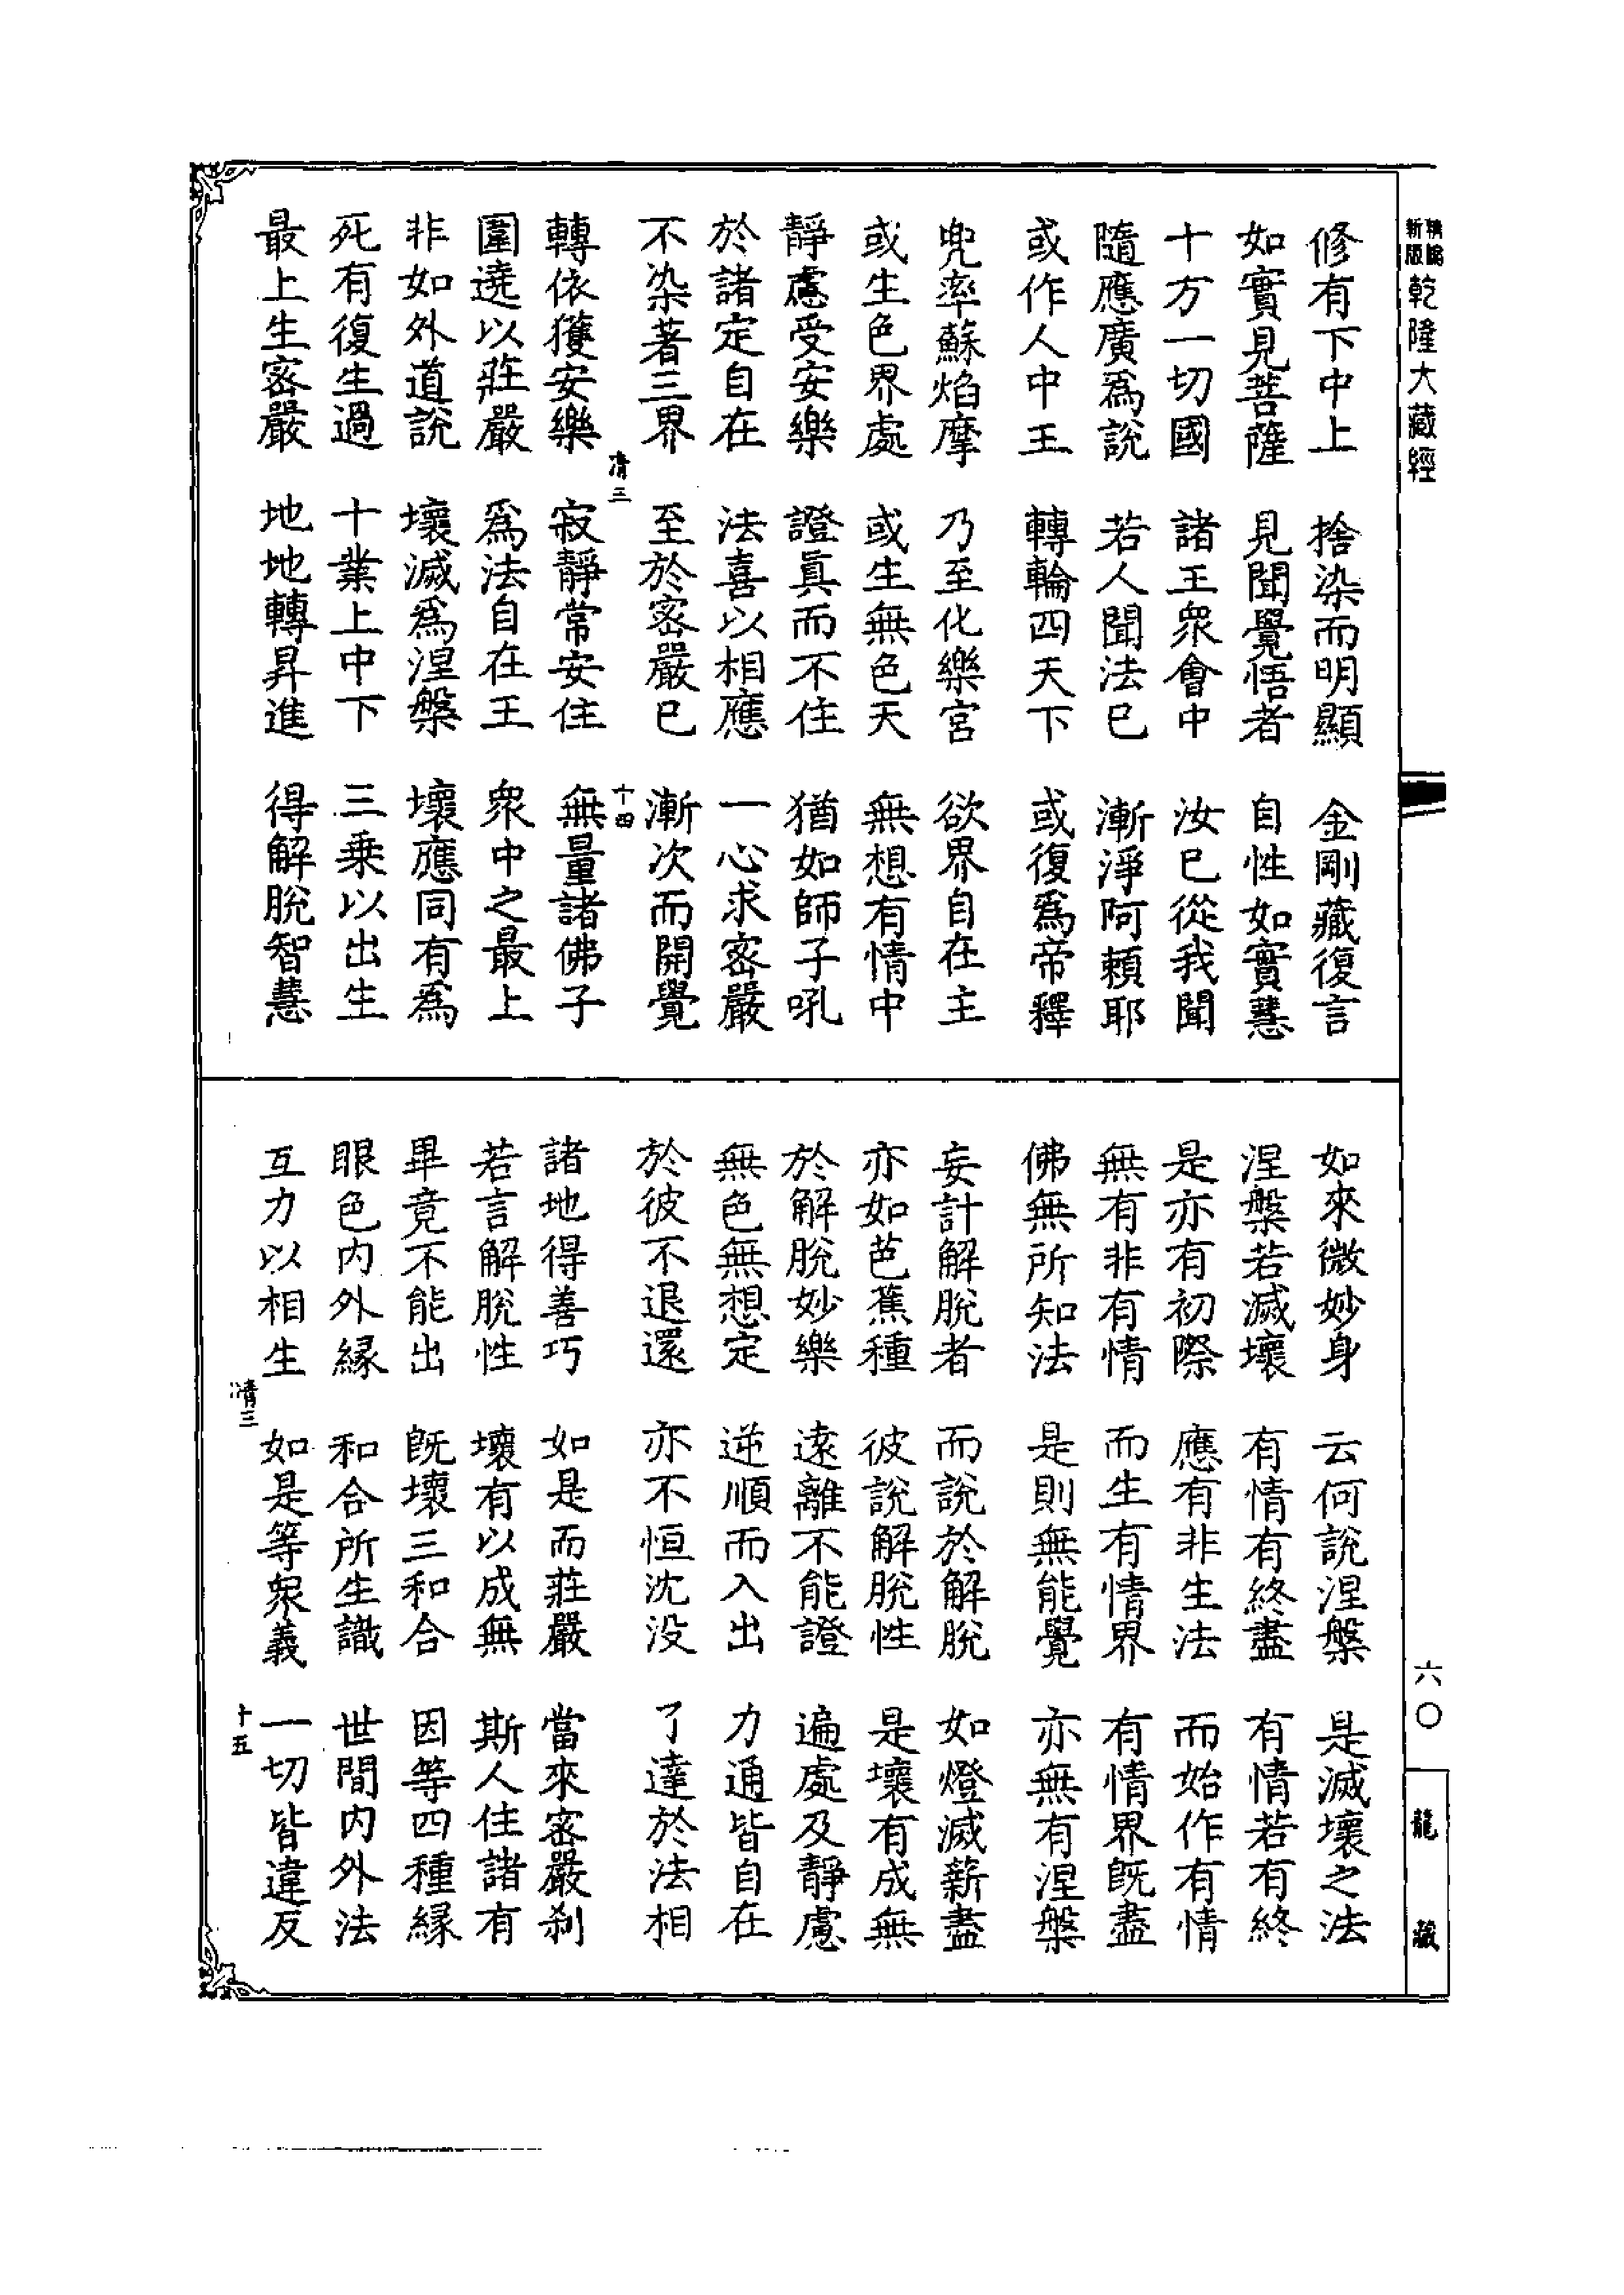 新版
精縮
乾隆大藏經
修有下中上　捨染而明顯　金剛藏復言
如實見菩薩　見聞覺悟者　自性如實慧
十方一切國　諸王衆會中　汝已從我聞
隨應廣爲說　若人聞法已　漸淨阿賴耶
或作人中王　轉輪四天下　或復爲帝釋
兜率蘇焰摩　乃至化樂宮　欲界自在主
或生色界處　或生無色天　無想有情中
靜慮受安樂　證眞而不住　猶如師子吼
於諸定自在　法喜以相應　一心求密嚴
不染著三界　至於密嚴已　漸次而開覺
清三
十四
轉依獲安樂　寂靜常安住　無量諸佛子
圍遶以莊嚴　爲法自在王　衆中之最上
非如外道說　壞滅爲涅槃　壞應同有爲
死有復生過　十業上中下　三乗以出生
最上生密嚴　地地轉昇進　得解脫智慧
如來微妙身　云何說涅槃　是滅壞之法
涅槃若滅壞　有情有終盡　有情若有終
是亦有初際　應有非生法　而始作有情
無有非有情　而生有情界　有情界旣盡
佛無所知法　是則無能覺　亦無有涅槃
妄計解脫者　而說於解脫　如燈滅薪盡
亦如芭蕉種　彼說解脫性　是壞有成無
於解脫妙樂　遠離不能證　遍處及靜慮
無色無想定　逆順而入出　力通皆自在
於彼不退還　亦不恒沈没　了達於法相
諸地得善巧　如是而莊嚴　當來密嚴刹
若言解脫性　壞有以成無　斯人住諸有
畢竟不能出　旣壞三和合　因等四種緣
眼色内外緣　和合所生識　世間内外法
互力以相生　如是等衆義　一切皆違反
清三
十五
六〇
龍藏